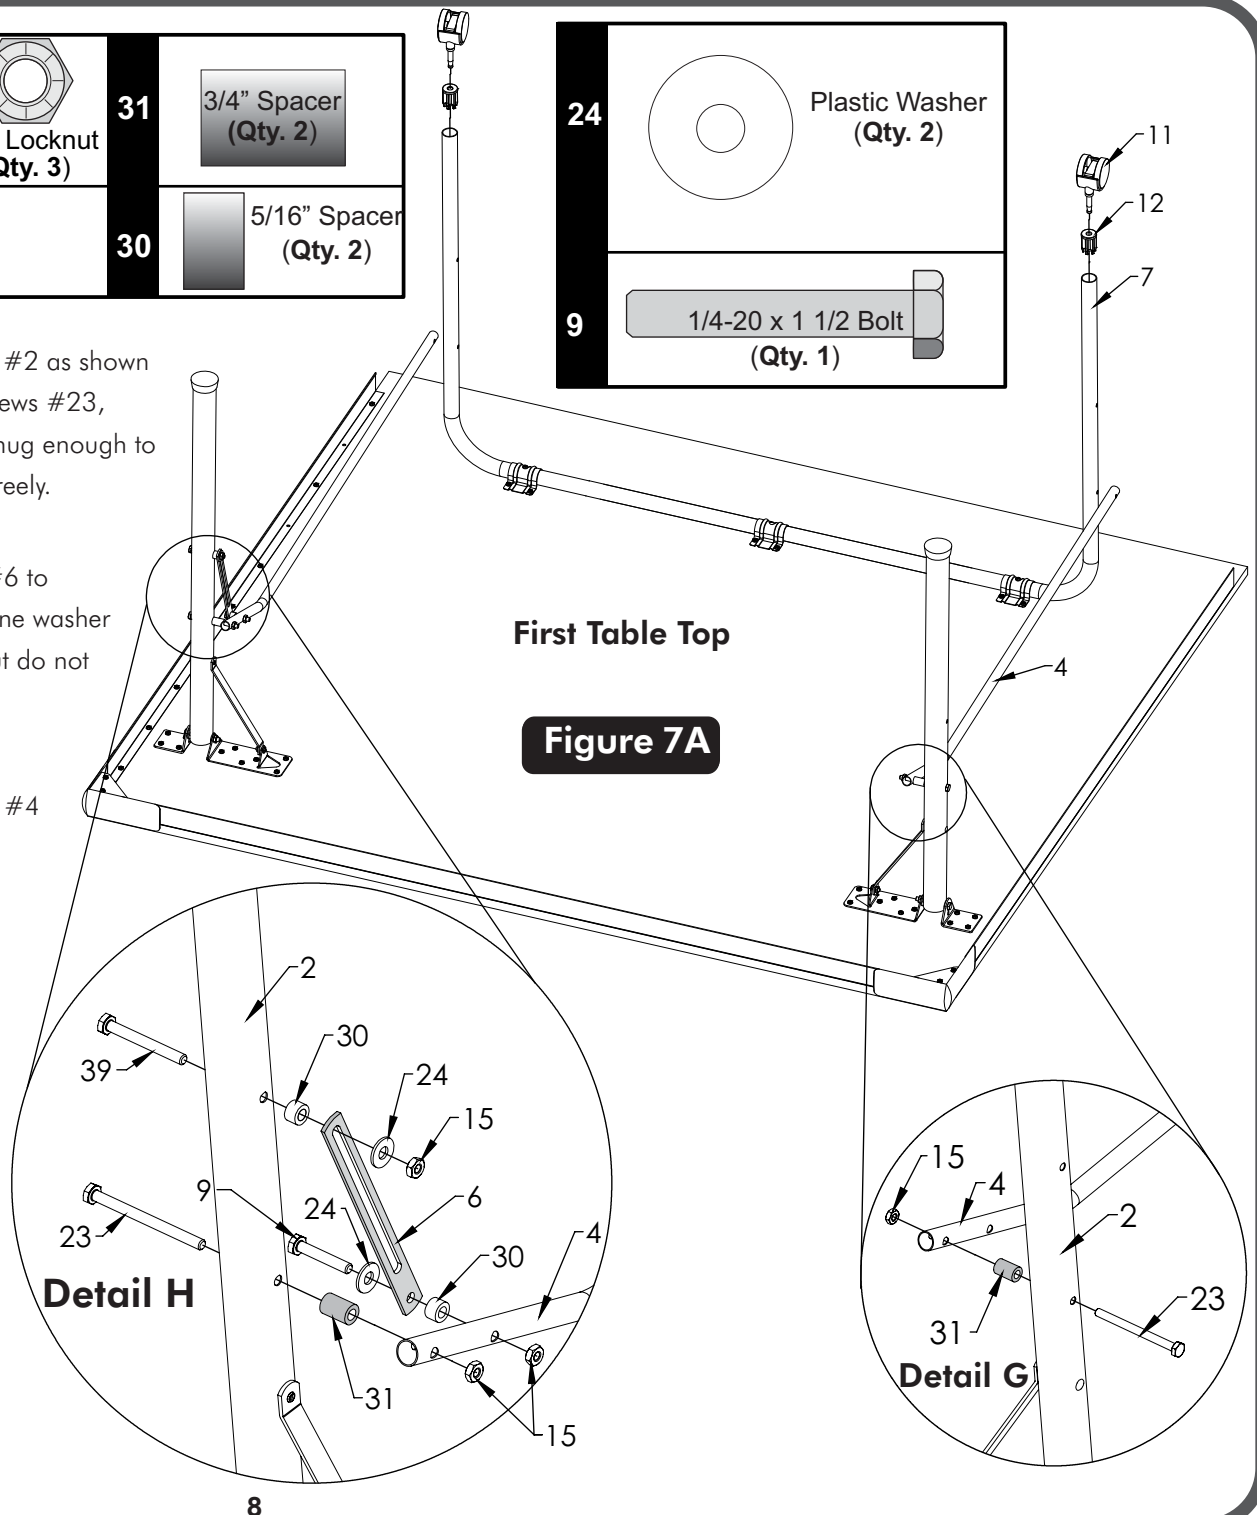 Locknut
Qty. 3)
31
3/4” Spacer
(Qty. 2)
30
5/16” Spacer
(Qty. 2)
24
Plastic Washer
(Qty. 2)
9
1/4-20 x 1 1/2 Bolt
(Qty. 1)
11
12
7
#2 as shown
ews #23,
nug enough to
reely.
#6 to
ne washer
ut do not
#4
First Table Top
4
Figure 7A
2
30
39
24
15
9
24
6
23
30
4
Detail H
31
15
15
4
2
31
23
Detail G
8